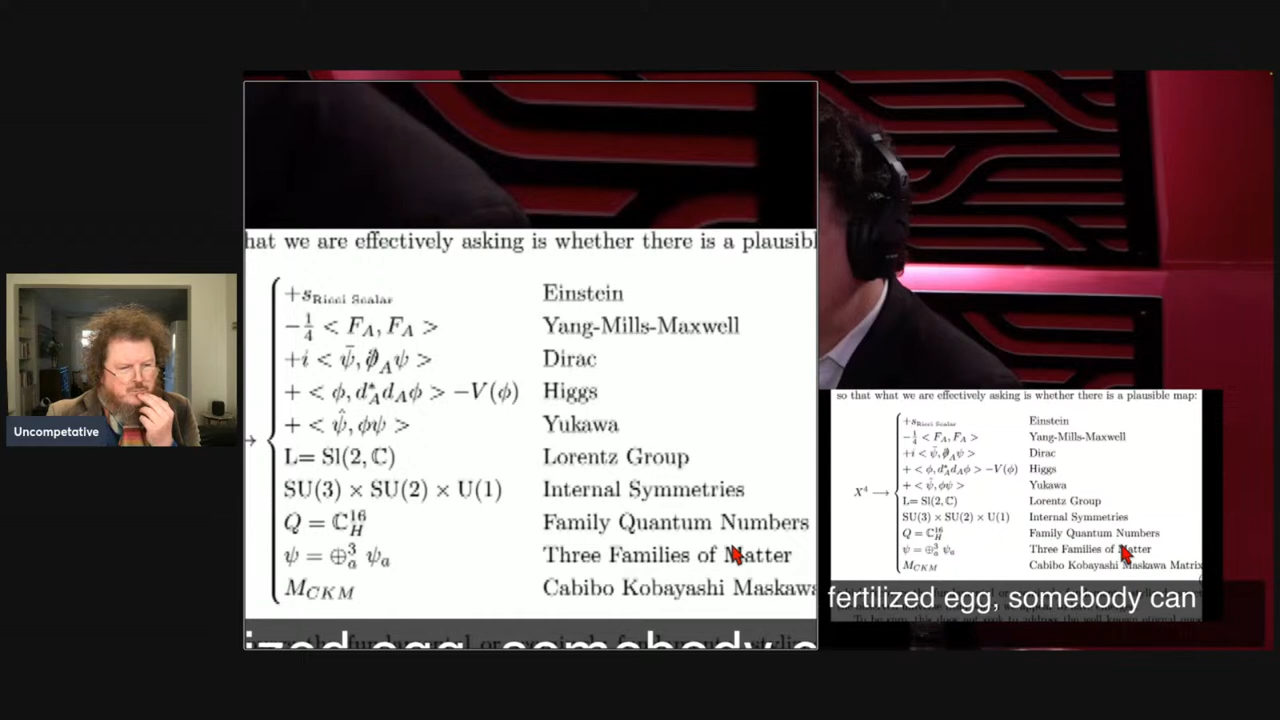 Uncompetative
hat we are effectively asking is whether there is a plausibl
+s Ricci Scalar Einstein
−1/4 < F_A, F_A > Yang-Mills-Maxwell
+i < ψ̄, ∂̸_A ψ > Dirac
+ < ϕ, d*_A d_A ϕ > −V(ϕ) Higgs
+ < ψ̂, ϕψ > Yukawa
→
L= Sl(2, ℂ) Lorentz Group
SU(3) × SU(2) × U(1) Internal Symmetries
Q = ℂ^16_H Family Quantum Numbers
ψ = ⊕^3_a ψ_a Three Families of Matter
M_CKM Cabibo Kobayashi Maskawa
so that we are effectively asking is whether there is a plausible map:
+s Ricci Scalar Einstein
−1/4 < F_A, F_A > Yang-Mills-Maxwell
+i < ψ̄, ∂̸_A ψ > Dirac
+ < ϕ, d*_A d_A ϕ > −V(ϕ) Higgs
+ < ψ̂, ϕψ > Yukawa
X^4 ⟶
L= Sl(2, ℂ) Lorentz Group
SU(3) × SU(2) × U(1) Internal Symmetries
Q = ℂ^16_H Family Quantum Numbers
ψ = ⊕^3_a ψ_a Three Families of Matter
M_CKM Cabibo Kobayashi Maskawa Matrix
fertilized egg, somebody can